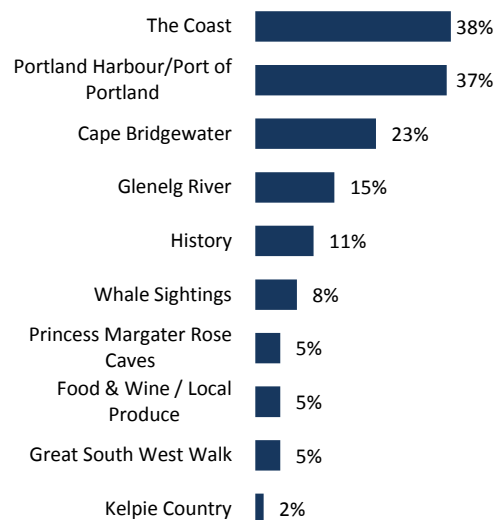 The Coast
38%
Portland Harbour/Port of
Portland
37%
Cape Bridgewater
23%
Glenelg River
15%
History
11%
Whale Sightings
8%
Princess Margater Rose
Caves
5%
Food & Wine / Local
Produce
5%
Great South West Walk
5%
Kelpie Country
2%